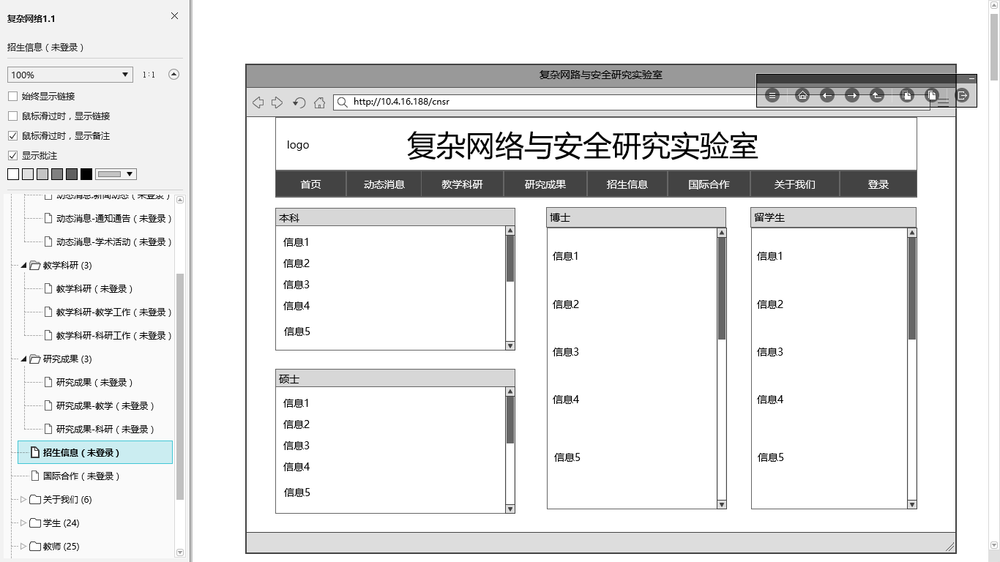 复杂网络1.1
招生信息（未登录）
100%
1:1
始终显示链接
鼠标滑过时，显示链接
鼠标滑过时，显示备注
显示批注
动态消息-新闻动态（未登录）
动态消息-通知通告（未登录）
动态消息-学术活动（未登录）
教学科研 (3)
教学科研（未登录）
教学科研-教学工作（未登录）
教学科研-科研工作（未登录）
研究成果 (3)
研究成果（未登录）
研究成果-教学（未登录）
研究成果-科研（未登录）
招生信息（未登录）
国际合作（未登录）
关于我们 (6)
学生 (24)
教师 (25)
复杂网路与安全研究实验室
http://10.4.16.188/cnsr
logo
复杂网络与安全研究实验室
首页 动态消息 教学科研 研究成果 招生信息 国际合作 关于我们 登录
本科
信息1
信息2
信息3
信息4
信息5
硕士
信息1
信息2
信息3
信息4
信息5
博士
信息1
信息2
信息3
信息4
信息5
留学生
信息1
信息2
信息3
信息4
信息5